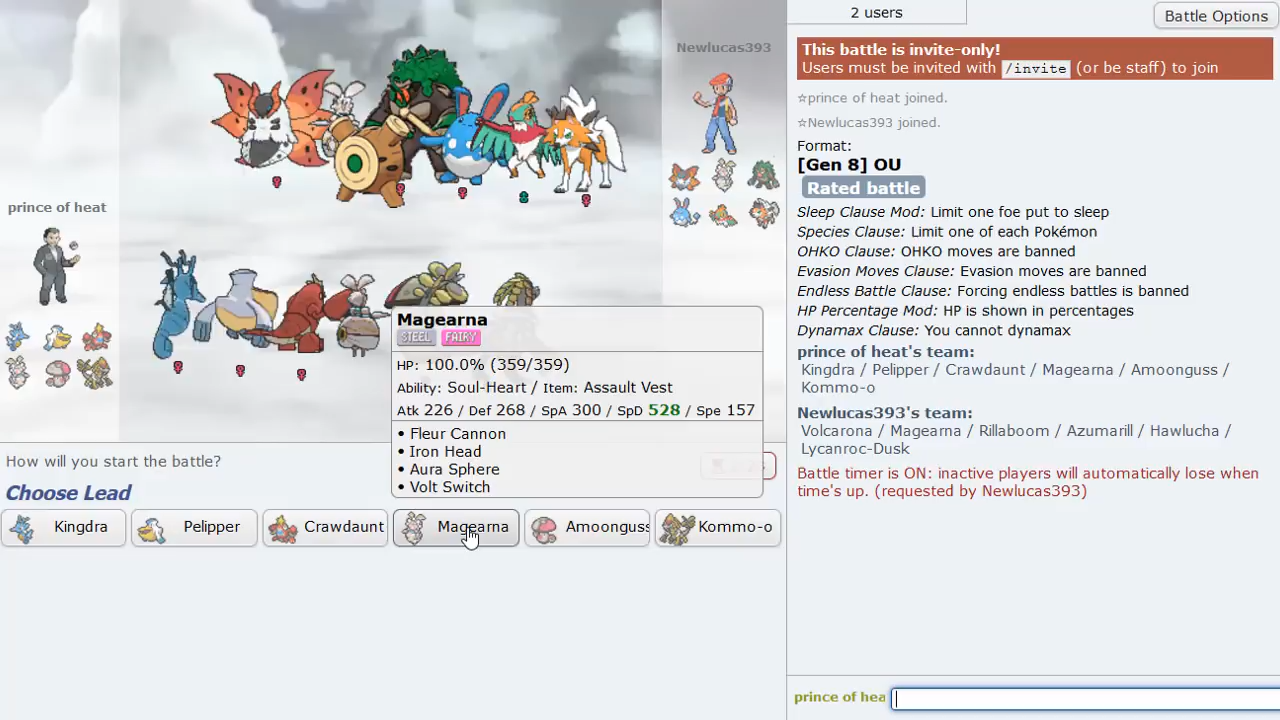 2 users
Battle Options
Newlucas393
prince of heat
This battle is invite-only!
Users must be invited with /invite (or be staff) to join
☆prince of heat joined.
☆Newlucas393 joined.
Format:
[Gen 8] OU
Rated battle
Sleep Clause Mod: Limit one foe put to sleep
Species Clause: Limit one of each Pokémon
OHKO Clause: OHKO moves are banned
Evasion Moves Clause: Evasion moves are banned
Endless Battle Clause: Forcing endless battles is banned
HP Percentage Mod: HP is shown in percentages
Dynamax Clause: You cannot dynamax
prince of heat's team:
Kingdra / Pelipper / Crawdaunt / Magearna / Amoonguss /
Kommo-o
Newlucas393's team:
Volcarona / Magearna / Rillaboom / Azumarill / Hawlucha /
Lycanroc-Dusk
Battle timer is ON: inactive players will automatically lose when
time's up. (requested by Newlucas393)
Magearna
STEEL FAIRY
HP: 100.0% (359/359)
Ability: Soul-Heart / Item: Assault Vest
Atk 226 / Def 268 / SpA 300 / SpD 528 / Spe 157
• Fleur Cannon
• Iron Head
• Aura Sphere
• Volt Switch
How will you start the battle?
Choose Lead
Kingdra
Pelipper
Crawdaunt
Magearna
Amoonguss
Kommo-o
prince of hea